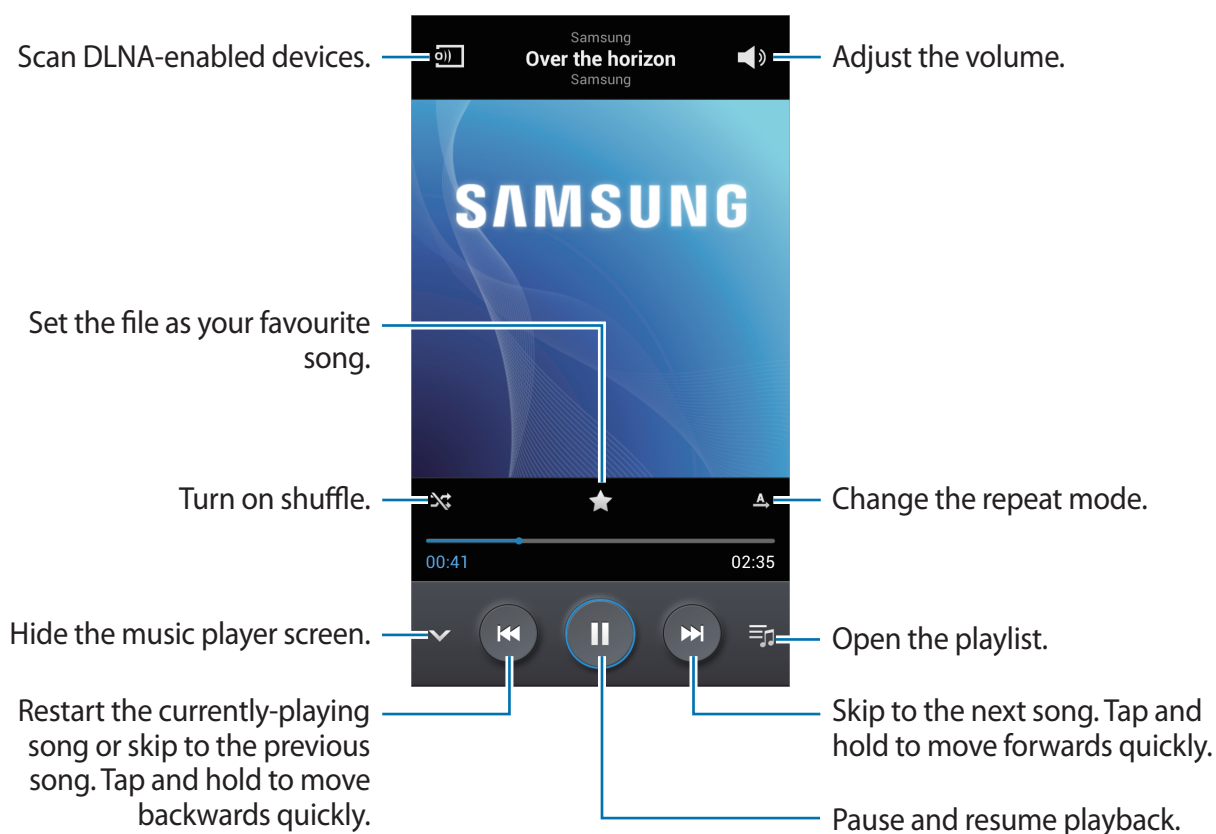 Scan DLNA-enabled devices.
Samsung
Over the horizon
Samsung
Adjust the volume.
SAMSUNG
Set the file as your favourite
song.
Turn on shuffle.
A
Change the repeat mode.
00:41
02:35
Hide the music player screen.
Open the playlist.
Restart the currently-playing
song or skip to the previous
song. Tap and hold to move
backwards quickly.
Skip to the next song. Tap and
hold to move forwards quickly.
Pause and resume playback.